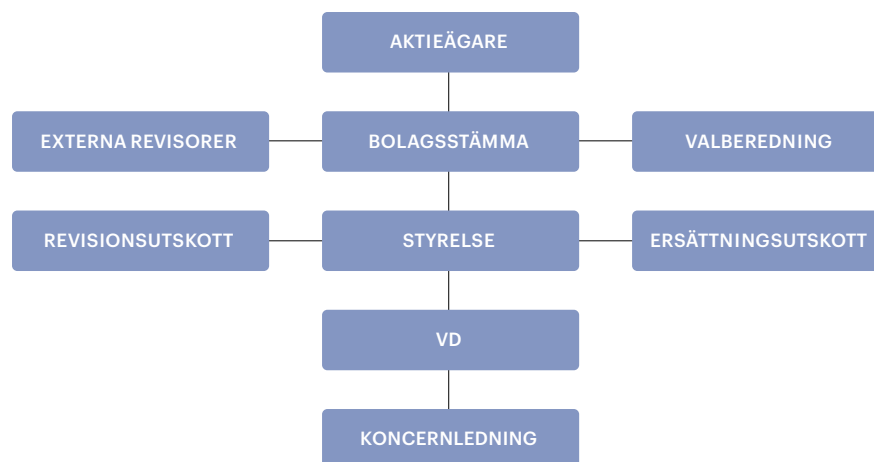 AKTIEÄGARE
EXTERNA REVISORER
BOLAGSSTÄMMA
VALBEREDNING
REVISIONSUTSKOTT
STYRELSE
ERSÄTTNINGSUTSKOTT
VD
KONCERNLEDNING